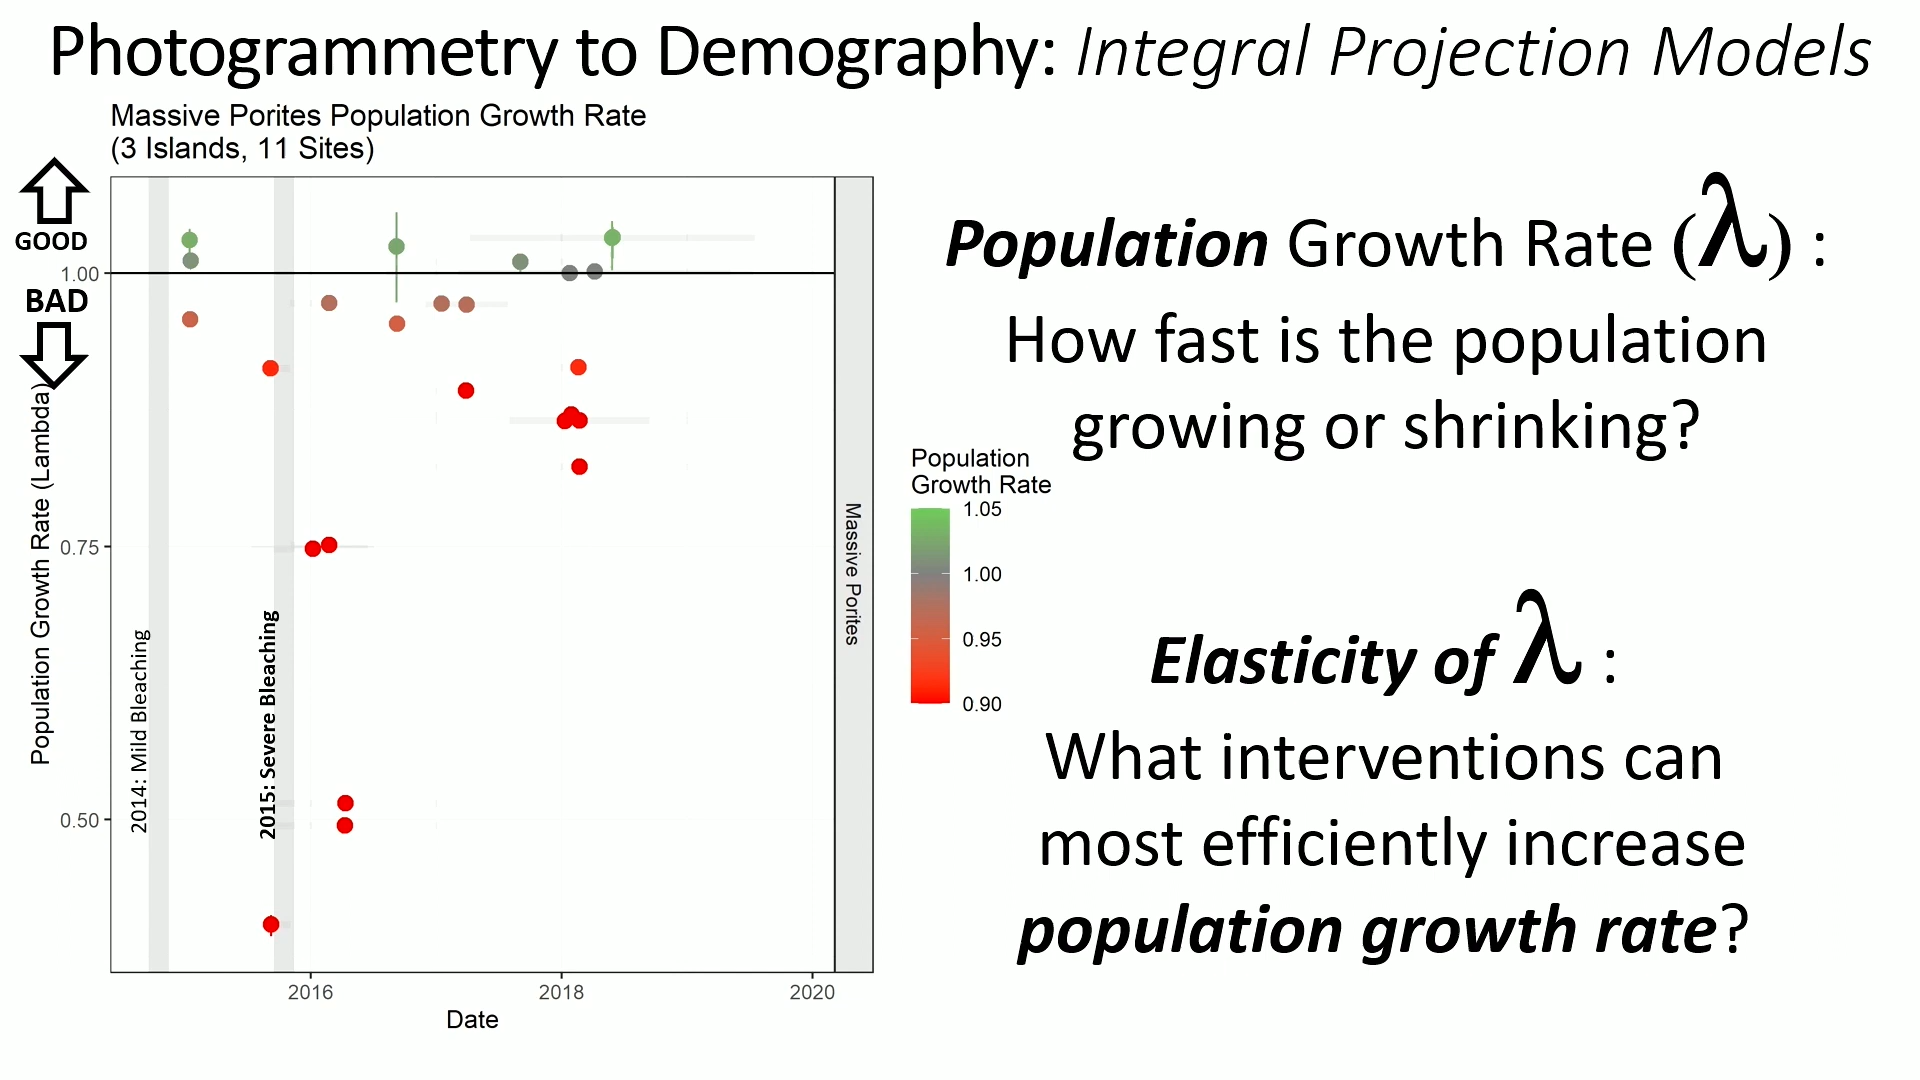 Photogrammetry to Demography: Integral Projection Models
Massive Porites Population Growth Rate
(3 Islands, 11 Sites)
GOOD
BAD
1.00
0.75
0.50
Population Growth Rate (Lambda)
2014: Mild Bleaching
2015: Severe Bleaching
Massive Porites
2016
2018
2020
Date
Population
Growth Rate
1.05
1.00
0.95
0.90
Population Growth Rate (λ) :
How fast is the population
growing or shrinking?
Elasticity of λ :
What interventions can
most efficiently increase
population growth rate?